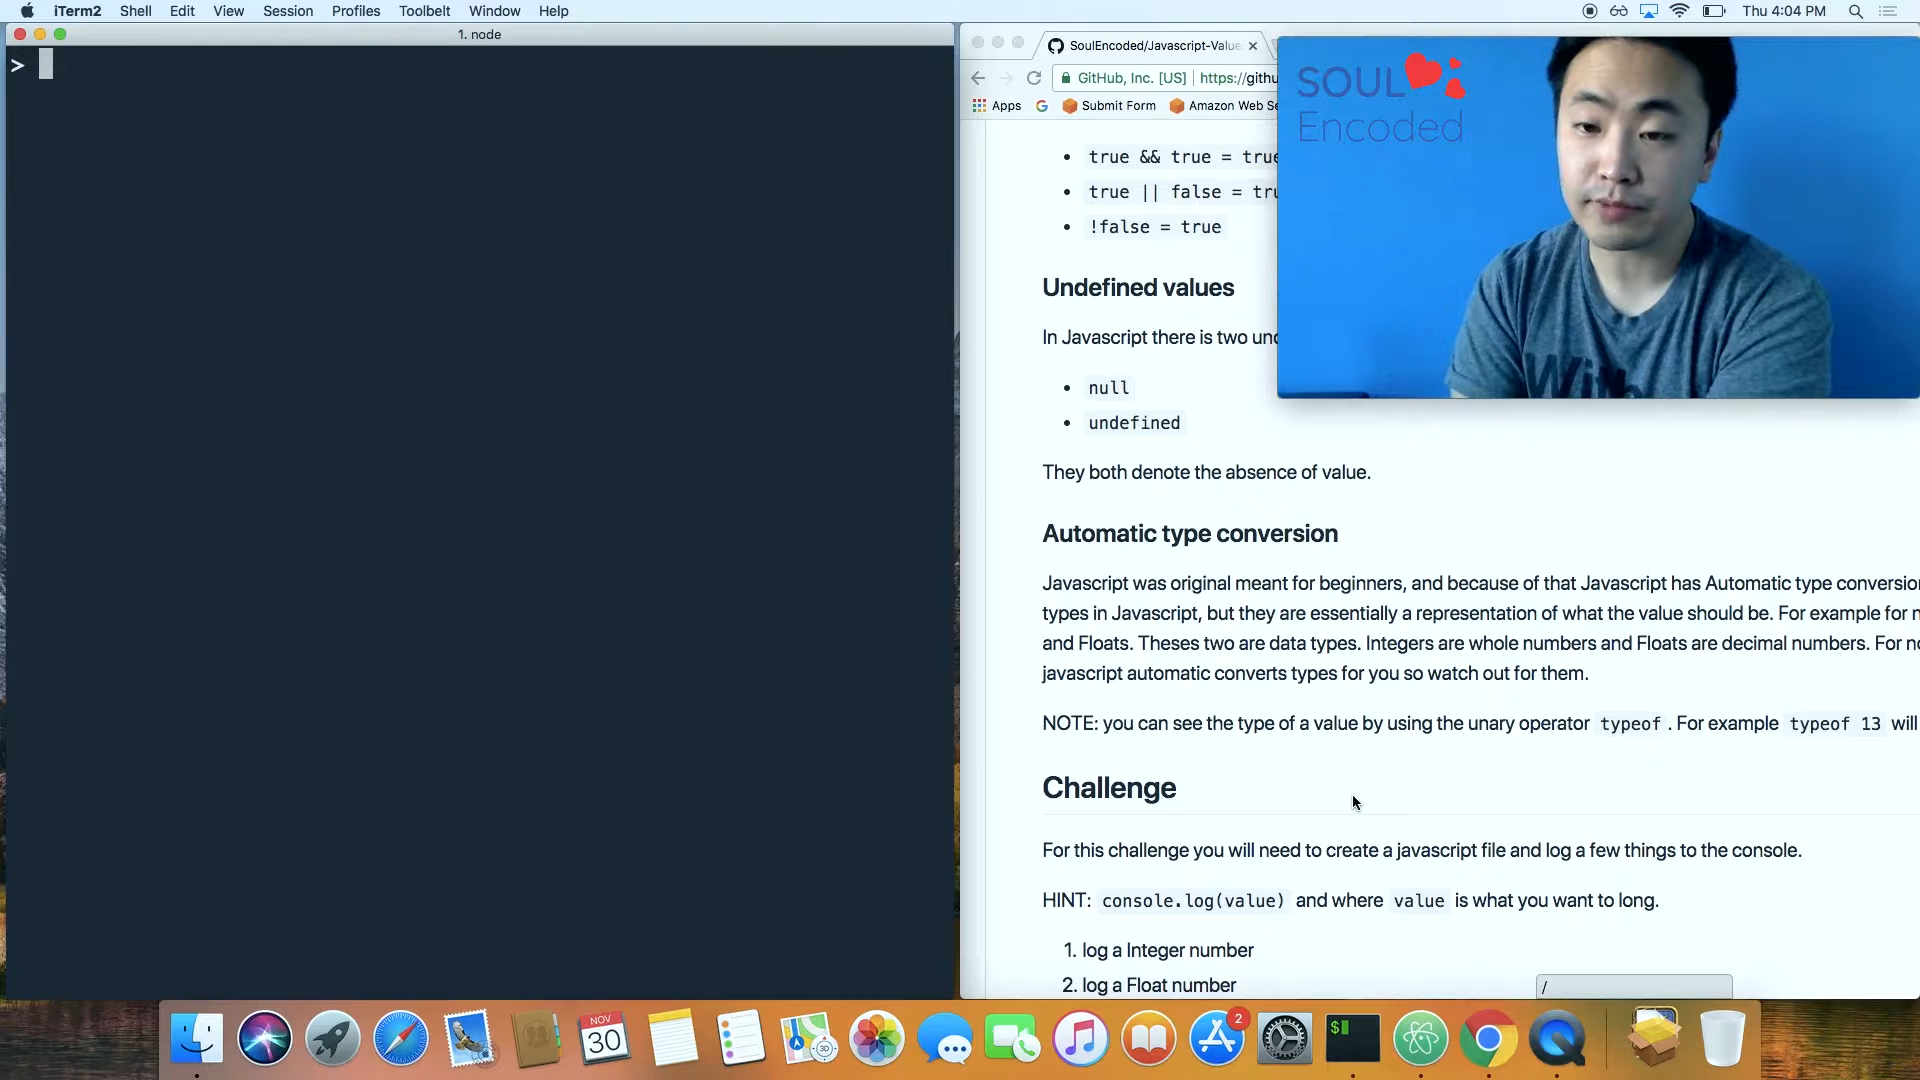 iTerm2 Shell Edit View Session Profiles Toolbelt Window Help Thu 4:04 PM
1. node
>
SoulEncoded/Javascript-Value
GitHub, Inc. [US] | https://githu
Apps Submit Form Amazon Web Se
SOUL
Encoded
true && true = true
true || false = tru
!false = true
Undefined values
In Javascript there is two und
null
undefined
They both denote the absence of value.
Automatic type conversion
Javascript was original meant for beginners, and because of that Javascript has Automatic type conversion
types in Javascript, but they are essentially a representation of what the value should be. For example for n
and Floats. Theses two are data types. Integers are whole numbers and Floats are decimal numbers. For no
javascript automatic converts types for you so watch out for them.
NOTE: you can see the type of a value by using the unary operator typeof . For example typeof 13 will
Challenge
For this challenge you will need to create a javascript file and log a few things to the console.
HINT: console.log(value) and where value is what you want to long.
1. log a Integer number
2. log a Float number
/
NOV
30
3D
2
$